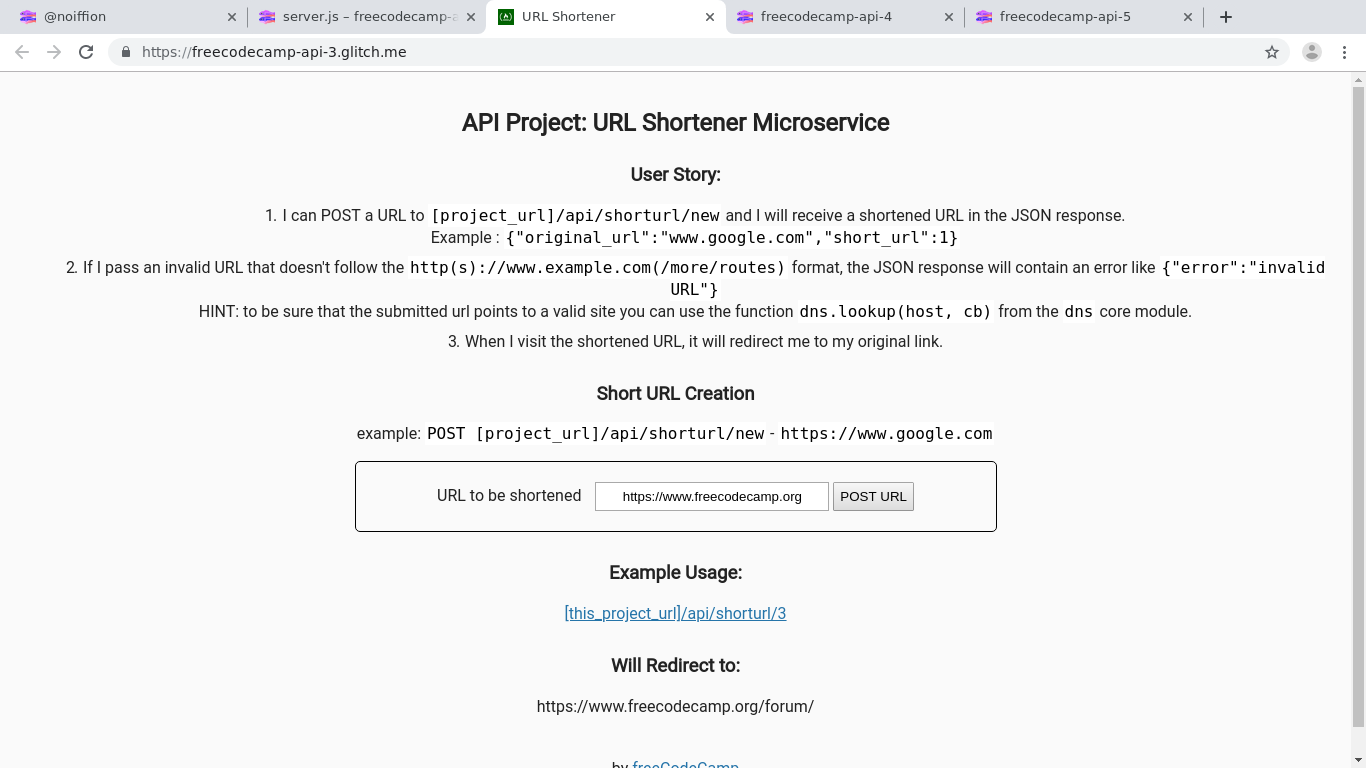 @noiffion
server.js – freecodecamp-a
URL Shortener
freecodecamp-api-4
freecodecamp-api-5
https://freecodecamp-api-3.glitch.me
API Project: URL Shortener Microservice
User Story:
1. I can POST a URL to [project_url]/api/shorturl/new and I will receive a shortened URL in the JSON response.
Example : {"original_url":"www.google.com","short_url":1}
2. If I pass an invalid URL that doesn't follow the http(s)://www.example.com(/more/routes) format, the JSON response will contain an error like {"error":"invalid
URL"}
HINT: to be sure that the submitted url points to a valid site you can use the function dns.lookup(host, cb) from the dns core module.
3. When I visit the shortened URL, it will redirect me to my original link.
Short URL Creation
example: POST [project_url]/api/shorturl/new - https://www.google.com
URL to be shortened https://www.freecodecamp.org POST URL
Example Usage:
[this_project_url]/api/shorturl/3
Will Redirect to:
https://www.freecodecamp.org/forum/
by freeCodeCamp